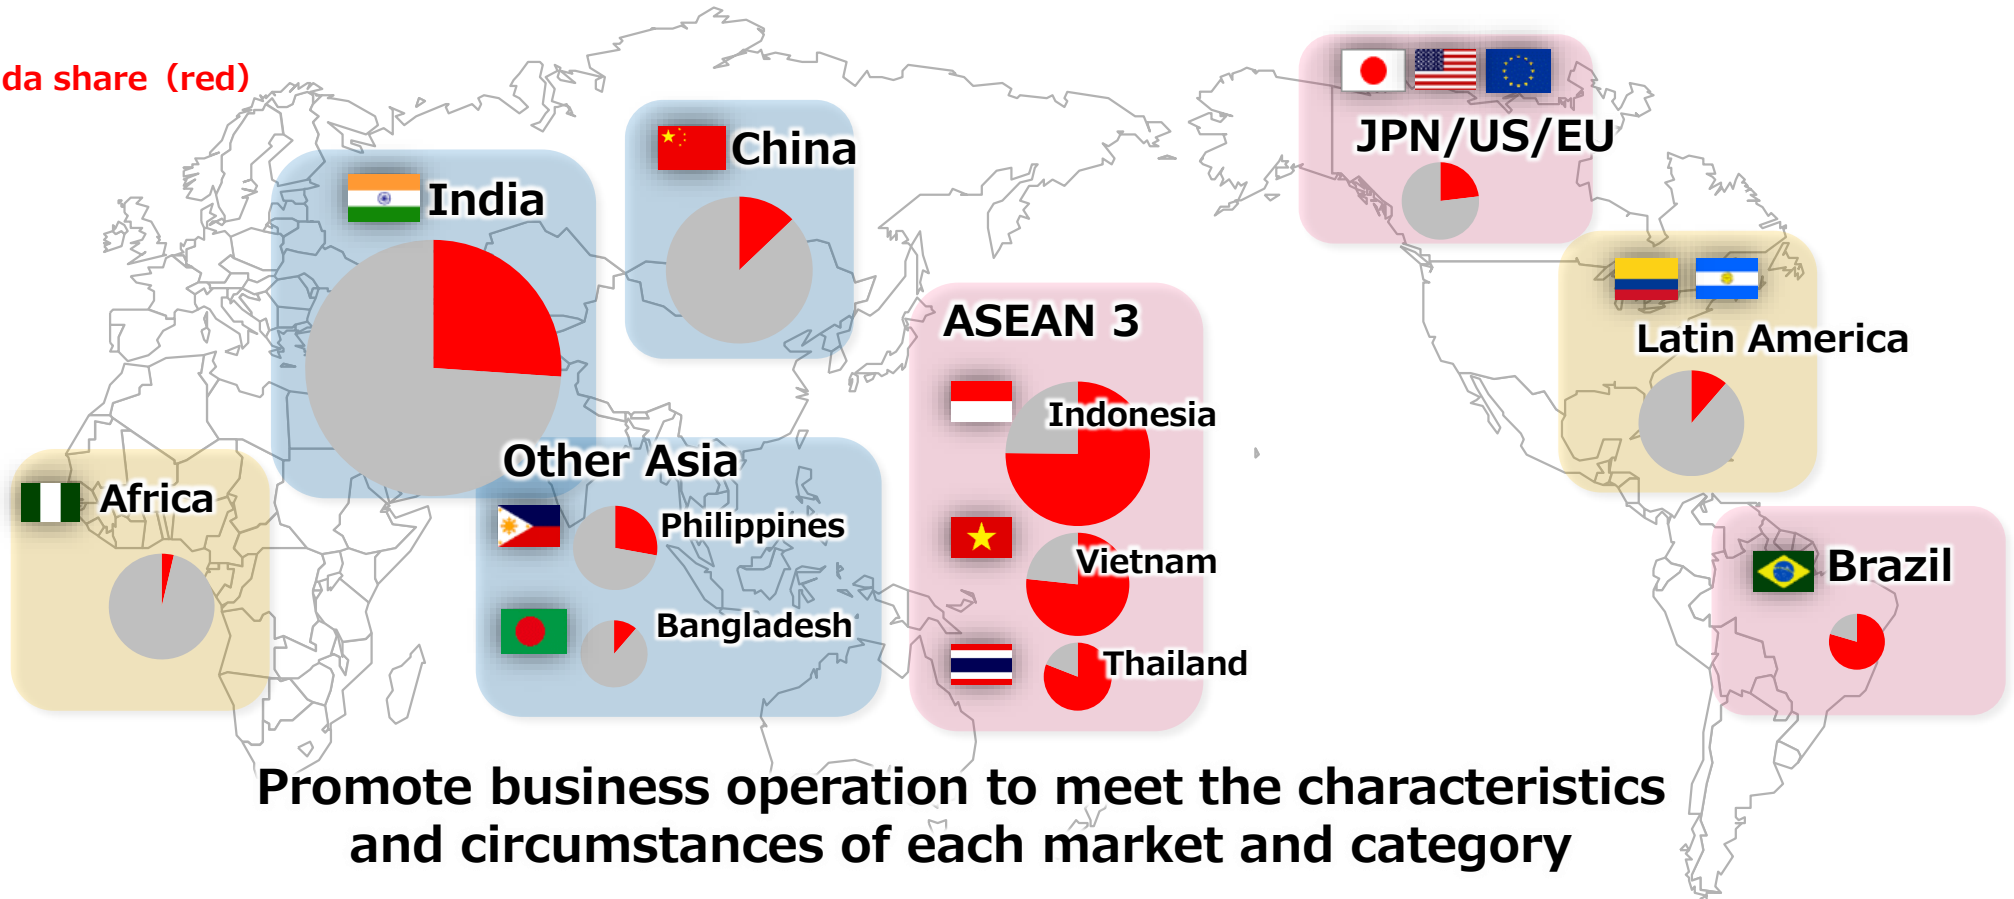 da share（red）
China
JPN/US/EU
India
ASEAN 3
Latin America
Indonesia
Other Asia
Africa
Philippines
Vietnam
Brazil
Bangladesh
Thailand
Promote business operation to meet the characteristics
and circumstances of each market and category